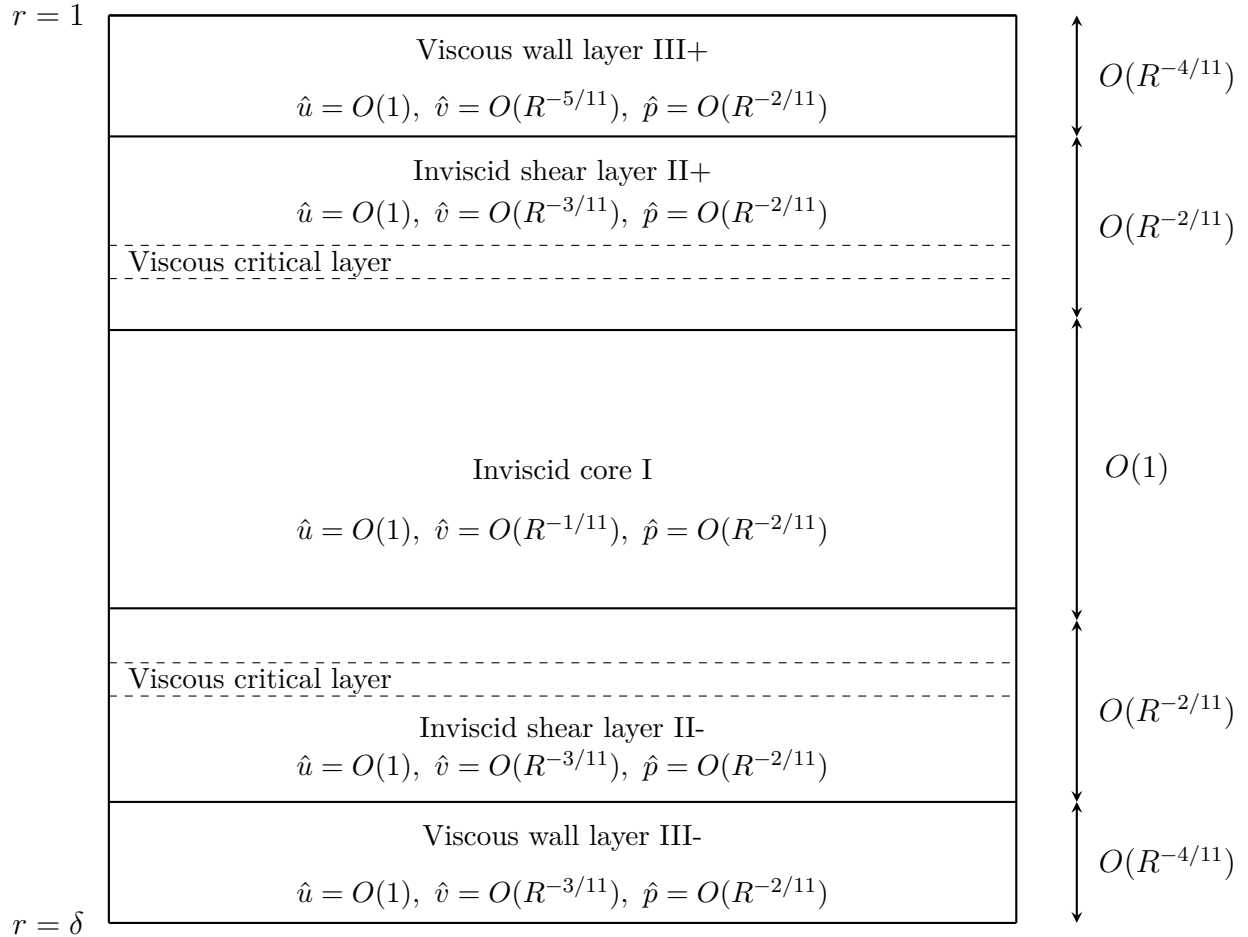 r = 1
Viscous wall layer III+
û = O(1), v̂ = O(R^{-5/11}), p̂ = O(R^{-2/11})
O(R^{-4/11})
Inviscid shear layer II+
û = O(1), v̂ = O(R^{-3/11}), p̂ = O(R^{-2/11})
O(R^{-2/11})
Viscous critical layer
Inviscid core I
O(1)
û = O(1), v̂ = O(R^{-1/11}), p̂ = O(R^{-2/11})
Viscous critical layer
O(R^{-2/11})
Inviscid shear layer II-
û = O(1), v̂ = O(R^{-3/11}), p̂ = O(R^{-2/11})
Viscous wall layer III-
O(R^{-4/11})
û = O(1), v̂ = O(R^{-3/11}), p̂ = O(R^{-2/11})
r = δ